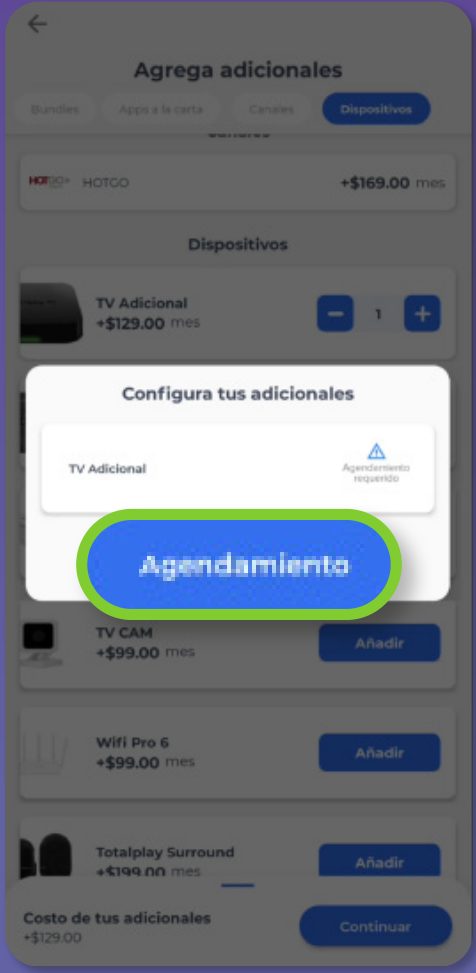 Agrega adicionales
Bundles
Apps a la carta
Canales
Dispositivos
Canales
HOTGO+ HOTGO
+$169.00 mes
Dispositivos
TV Adicional
+$129.00 mes
1
Configura tus adicionales
TV Adicional
Agendamiento
requerido
Agendamiento
TV CAM
+$99.00 mes
Añadir
Wifi Pro 6
+$99.00 mes
Añadir
Totalplay Surround
+$199.00 mes
Añadir
Costo de tus adicionales
+$129.00
Continuar